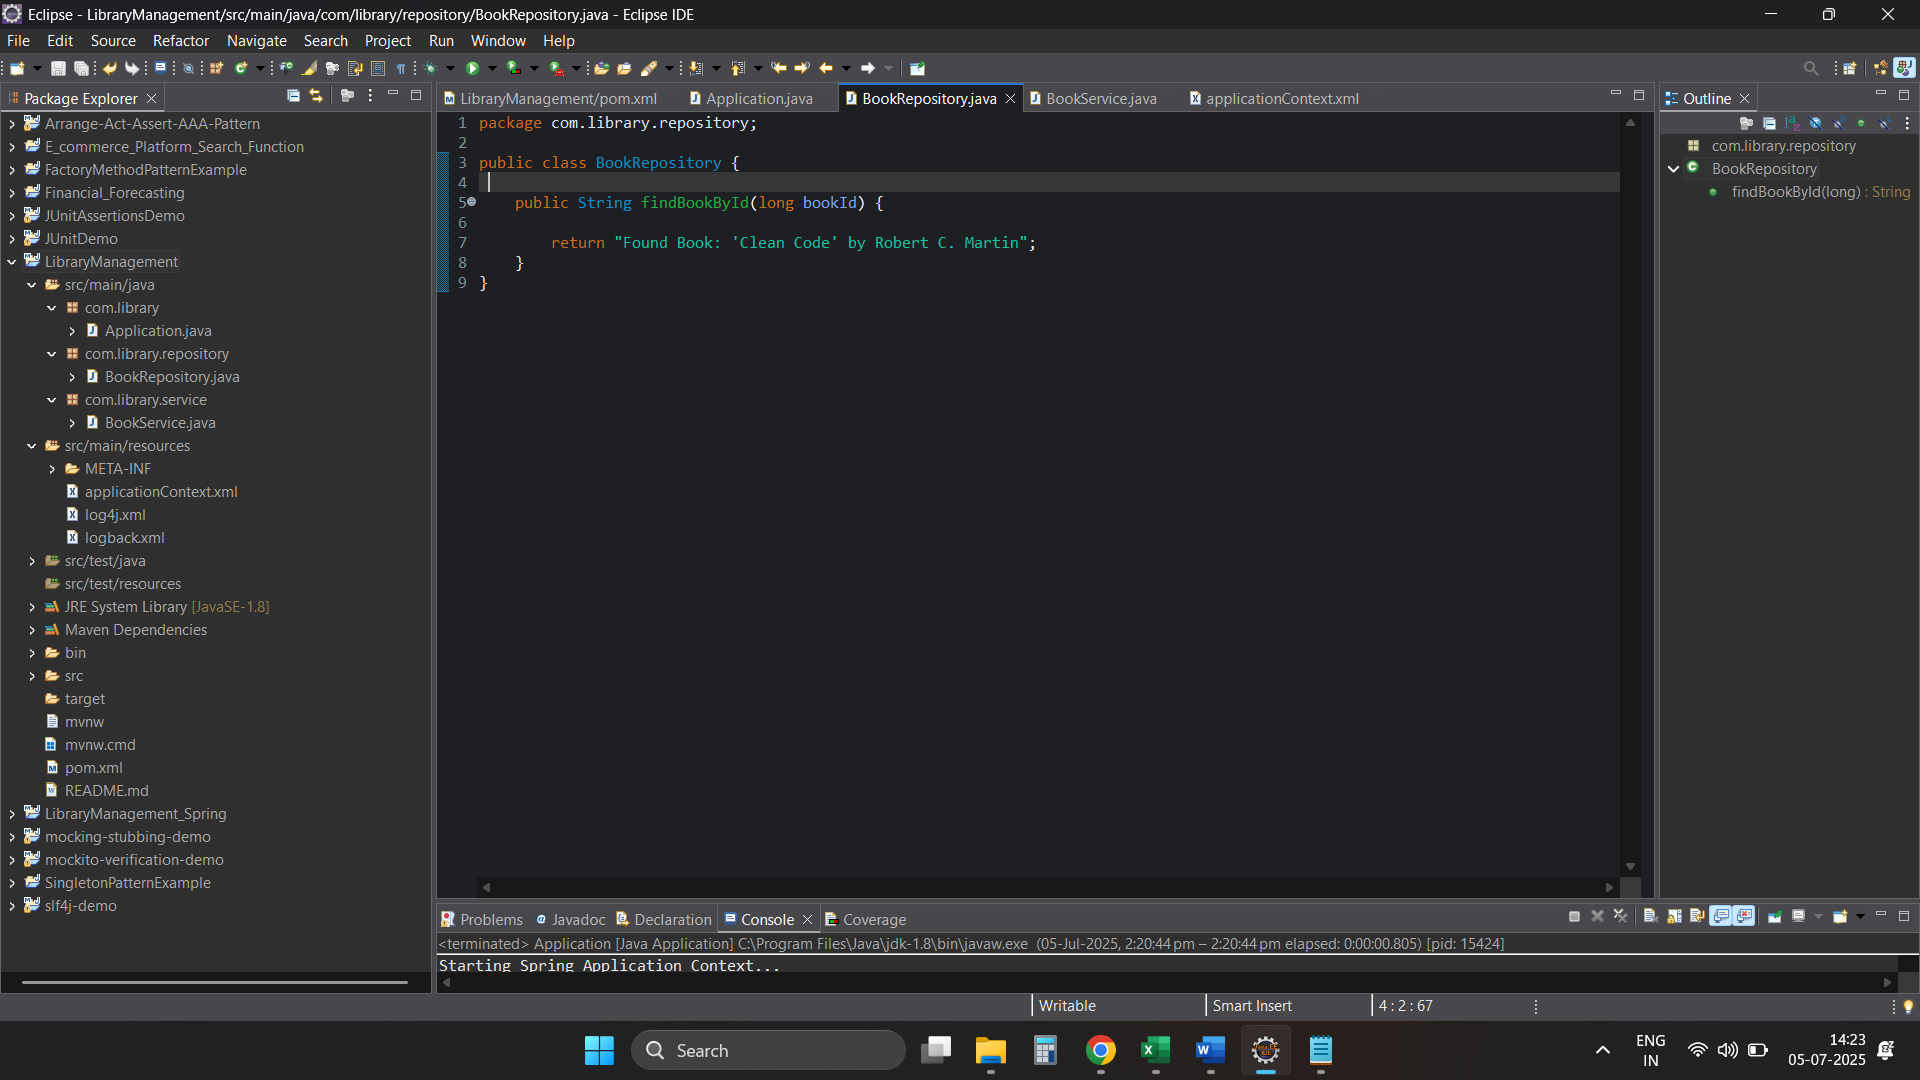 Eclipse - LibraryManagement/src/main/java/com/library/repository/BookRepository.java - Eclipse IDE
File Edit Source Refactor Navigate Search Project Run Window Help
Package Explorer
Arrange-Act-Assert-AAA-Pattern
E_commerce_Platform_Search_Function
FactoryMethodPatternExample
Financial_Forecasting
JUnitAssertionsDemo
JUnitDemo
LibraryManagement
src/main/java
com.library
Application.java
com.library.repository
BookRepository.java
com.library.service
BookService.java
src/main/resources
META-INF
applicationContext.xml
log4j.xml
logback.xml
src/test/java
src/test/resources
JRE System Library [JavaSE-1.8]
Maven Dependencies
bin
src
target
mvnw
mvnw.cmd
pom.xml
README.md
LibraryManagement_Spring
mocking-stubbing-demo
mockito-verification-demo
SingletonPatternExample
slf4j-demo
LibraryManagement/pom.xml Application.java BookRepository.java BookService.java applicationContext.xml
1 package com.library.repository;
2
3 public class BookRepository {
4
5 public String findBookById(long bookId) {
6
7 return "Found Book: 'Clean Code' by Robert C. Martin";
8 }
9 }
Outline
com.library.repository
BookRepository
findBookById(long) : String
Problems Javadoc Declaration Console Coverage
<terminated> Application [Java Application] C:\Program Files\Java\jdk-1.8\bin\javaw.exe (05-Jul-2025, 2:20:44 pm – 2:20:44 pm elapsed: 0:00:00.805) [pid: 15424]
Starting Spring Application Context...
Writable Smart Insert 4 : 2 : 67
Search
ENG
IN
14:23
05-07-2025